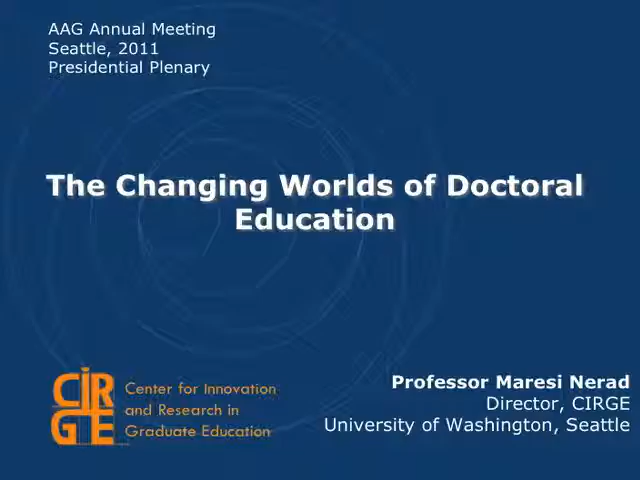 AAG Annual Meeting
Seattle, 2011
Presidential Plenary
The Changing Worlds of Doctoral
Education
CIRGE
Center for Innovation
and Research in
Graduate Education
Professor Maresi Nerad
Director, CIRGE
University of Washington, Seattle